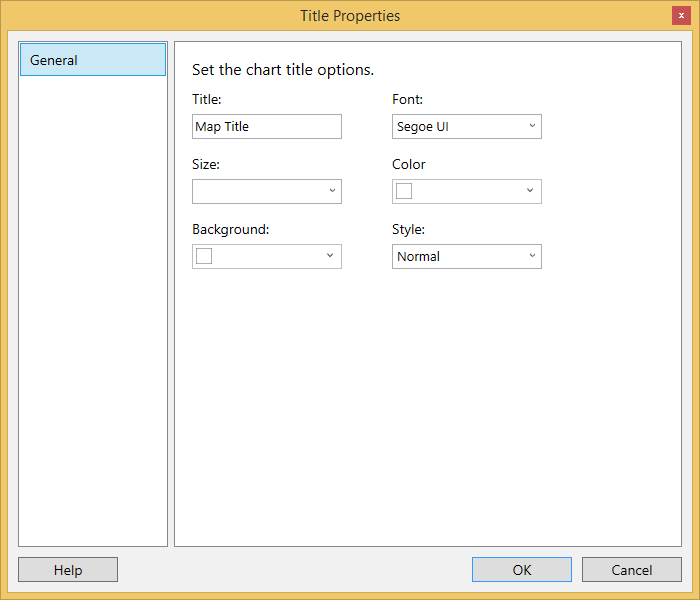 Title Properties
x
General
Set the chart title options.
Title: Font:
Map Title Segoe UI
Size: Color
Background: Style:
Normal
Help OK Cancel